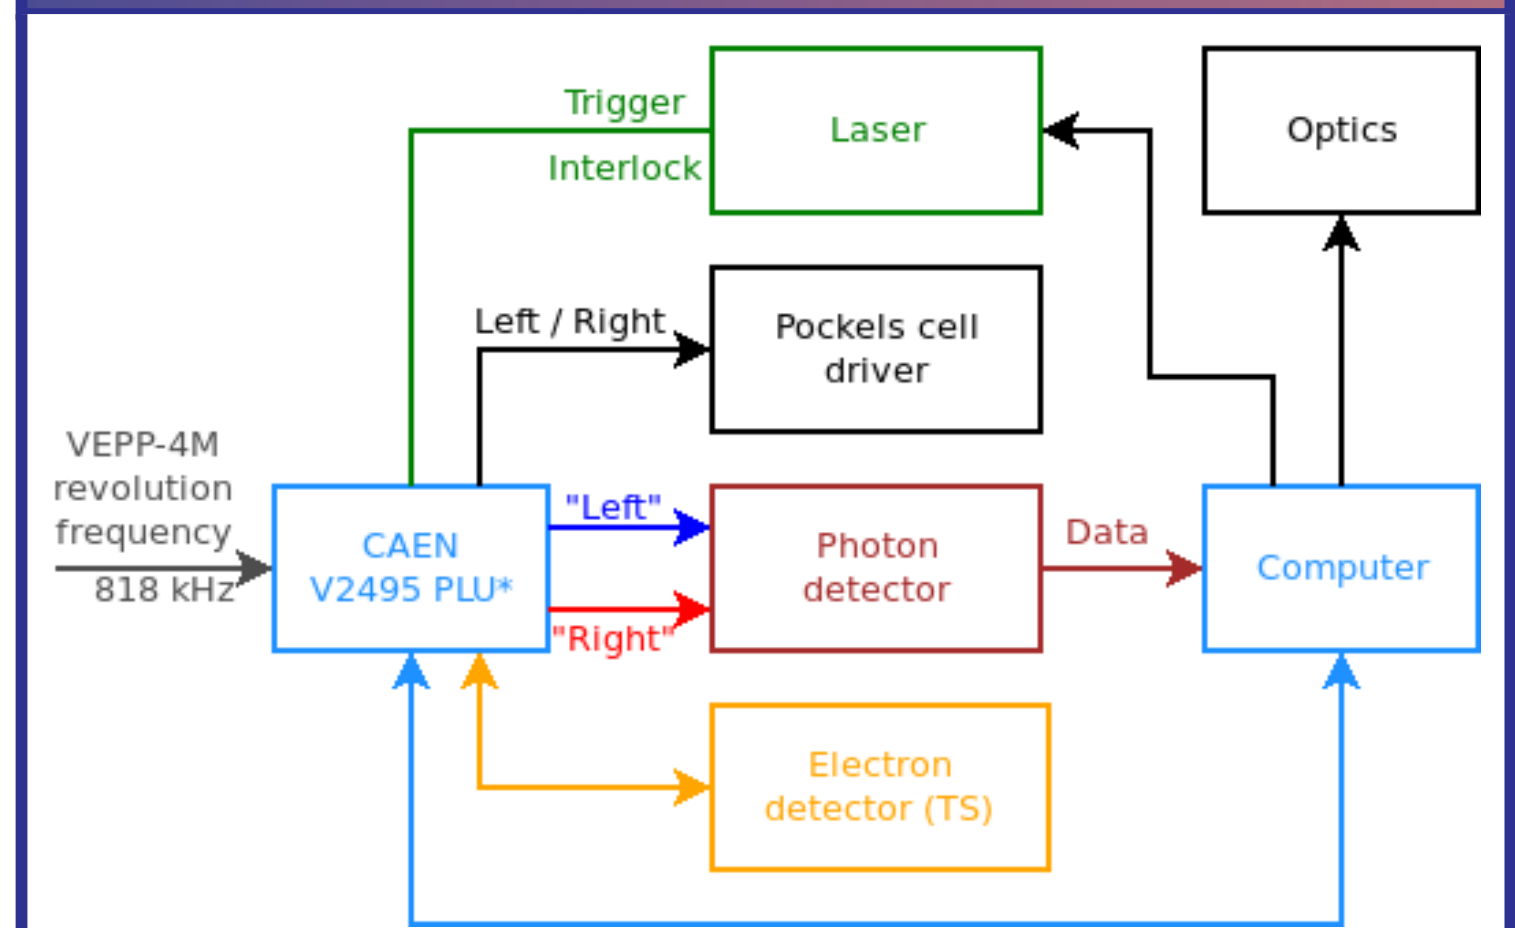 Trigger
Interlock
Laser
Optics
Left / Right
Pockels cell
driver
VEPP-4M
revolution
frequency
818 kHz
CAEN
V2495 PLU*
"Left"
"Right"
Photon
detector
Data
Computer
Electron
detector (TS)